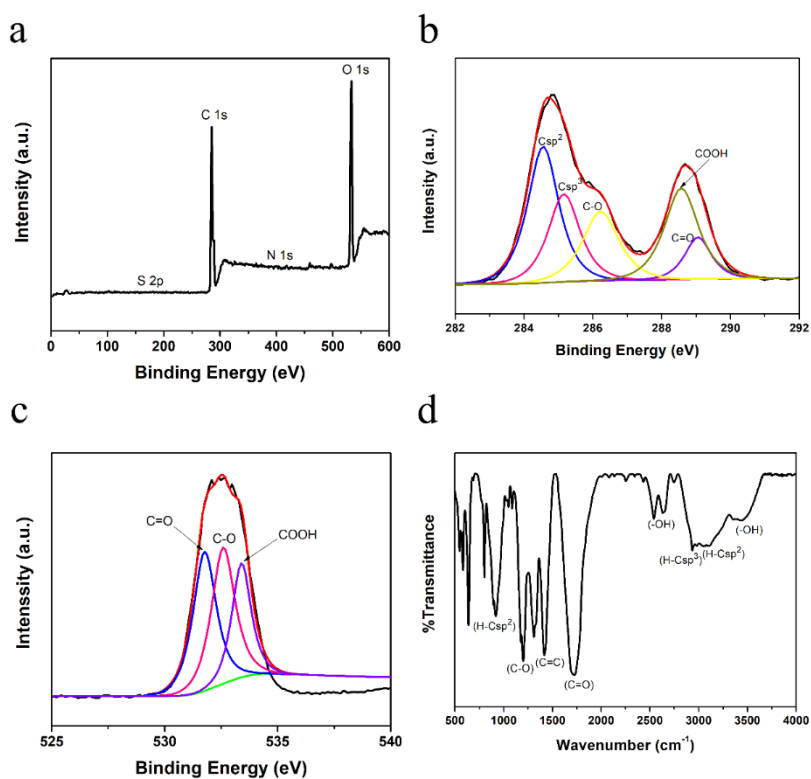 a
O 1s
C 1s
N 1s
S 2p
Intensity (a.u.)
0 100 200 300 400 500 600
Binding Energy (eV)
b
Csp²
COOH
Csp³
C-O
C=O
Intensity (a.u.)
282 284 286 288 290 292
Binding Energy (eV)
c
C=O
C-O
COOH
Intenssity (a.u.)
525 530 535 540
Binding Energy (eV)
d
(-OH)
(-OH)
(H-Csp³)
(H-Csp²)
(H-Csp²)
(C-O)
(C=C)
(C=O)
%Transmittance
500 1000 1500 2000 2500 3000 3500 4000
Wavenumber (cm⁻¹)